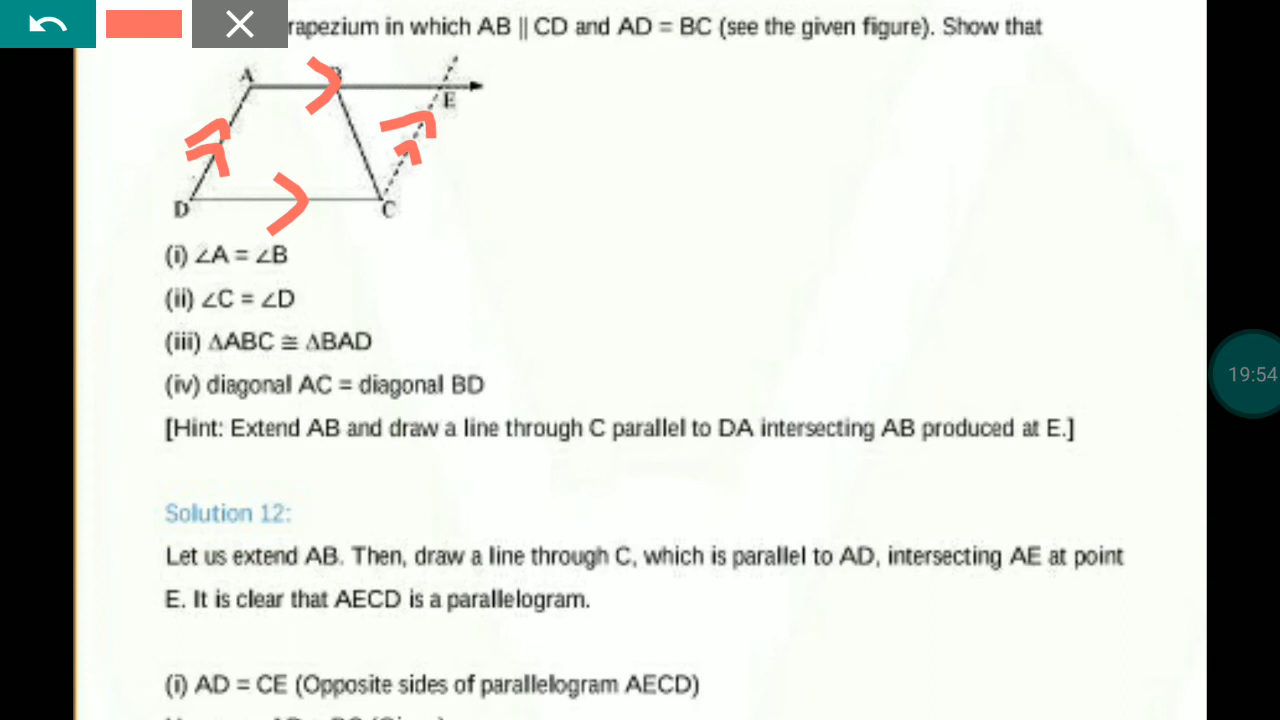 rapezium in which AB || CD and AD = BC (see the given figure). Show that
A
E
D
C
(i) ∠A = ∠B
(ii) ∠C = ∠D
(iii) ΔABC ≅ ΔBAD
(iv) diagonal AC = diagonal BD
[Hint: Extend AB and draw a line through C parallel to DA intersecting AB produced at E.]
19:54
Solution 12:
Let us extend AB. Then, draw a line through C, which is parallel to AD, intersecting AE at point
E. It is clear that AECD is a parallelogram.
(i) AD = CE (Opposite sides of parallelogram AECD)